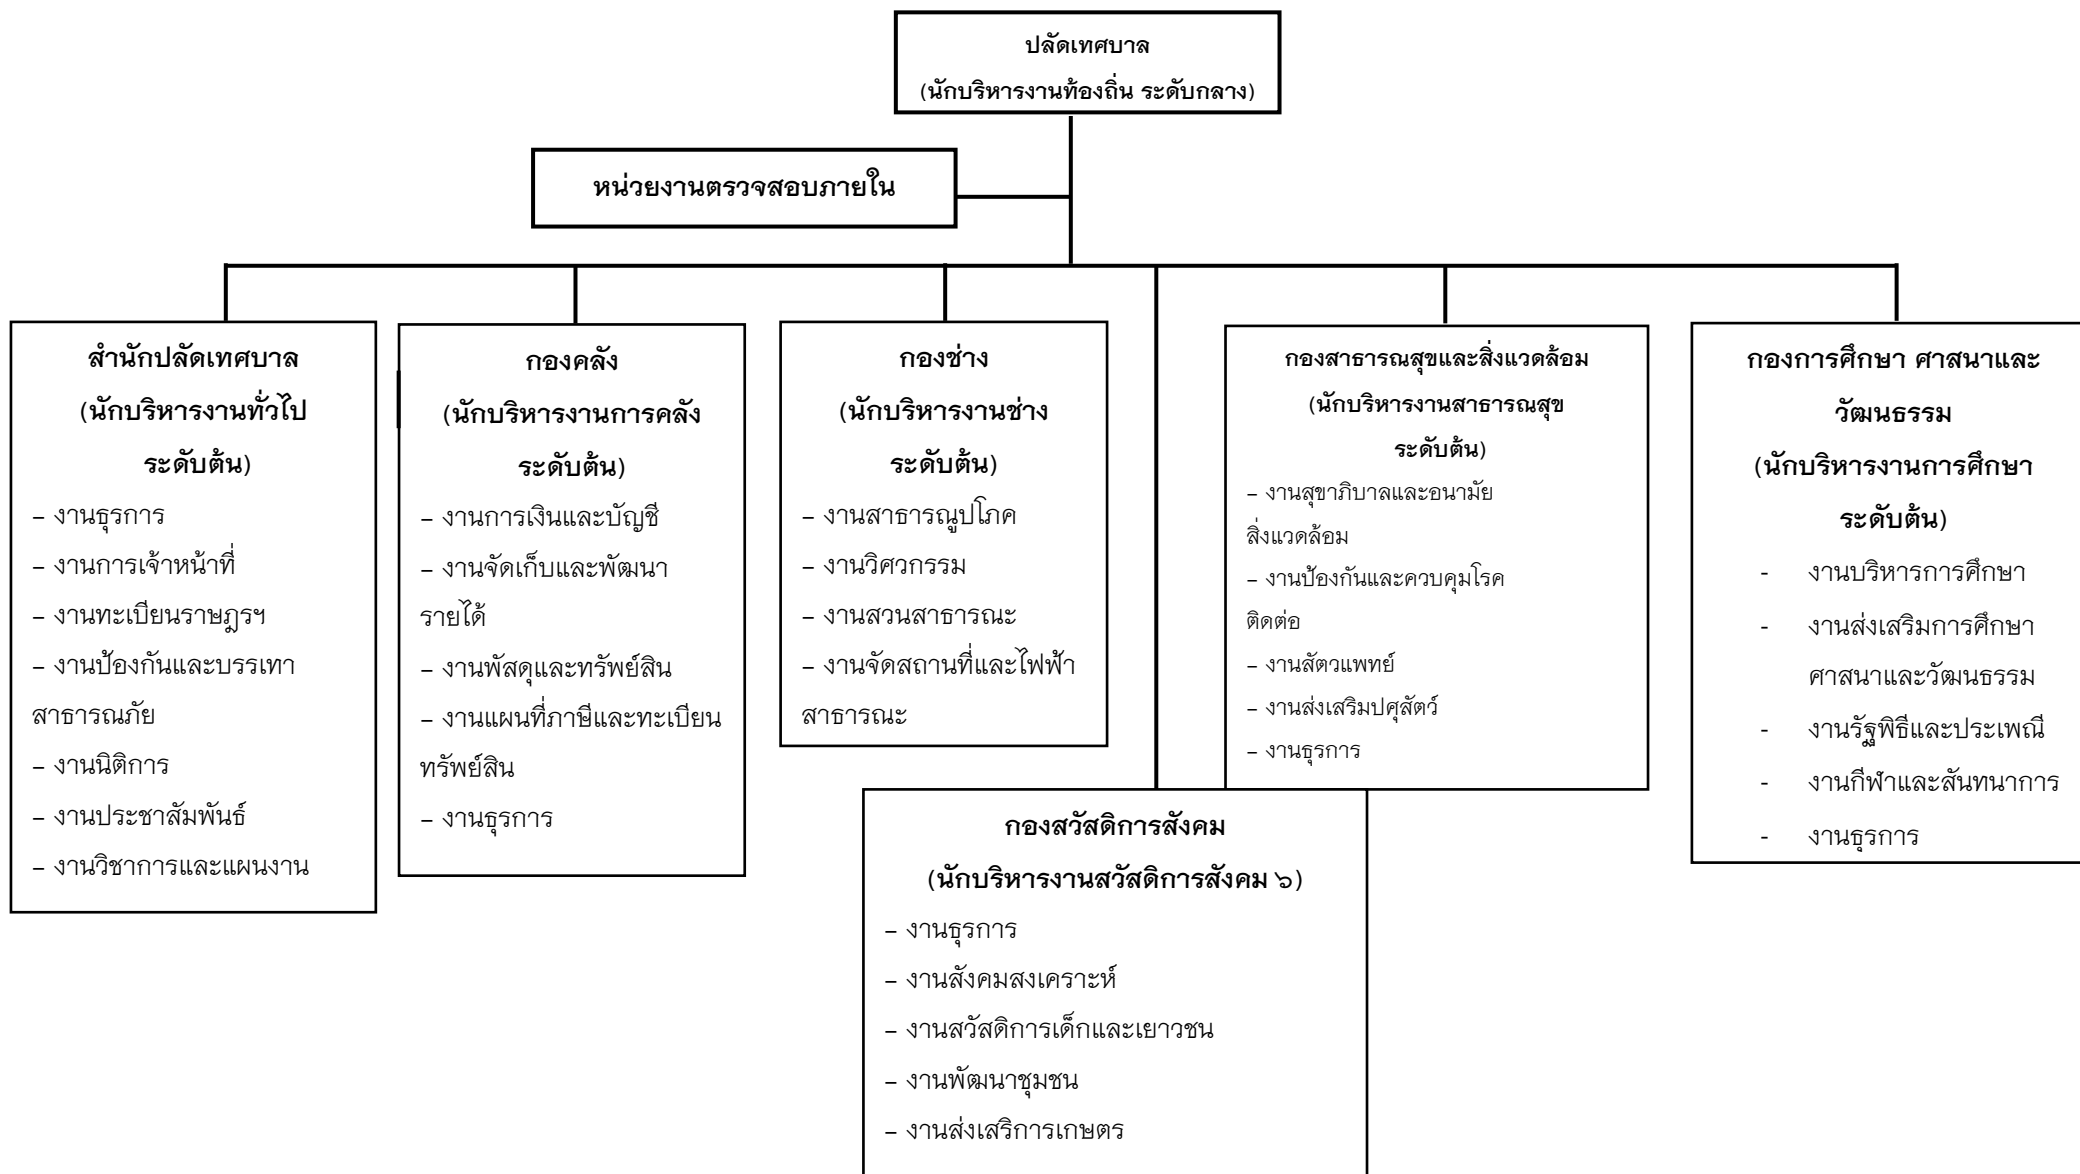 ปลัดเทศบาล
(นักบริหารงานท้องถิ่น ระดับกลาง)
หน่วยงานตรวจสอบภายใน
สำนักปลัดเทศบาล
(นักบริหารงานทั่วไป
ระดับต้น)
– งานธุรการ
– งานการเจ้าหน้าที่
– งานทะเบียนราษฎรฯ
– งานป้องกันและบรรเทา
สาธารณภัย
– งานนิติการ
– งานประชาสัมพันธ์
– งานวิชาการและแผนงาน
กองคลัง
(นักบริหารงานการคลัง
ระดับต้น)
– งานการเงินและบัญชี
– งานจัดเก็บและพัฒนา
รายได้
– งานพัสดุและทรัพย์สิน
– งานแผนที่ภาษีและทะเบียน
ทรัพย์สิน
– งานธุรการ
กองช่าง
(นักบริหารงานช่าง
ระดับต้น)
– งานสาธารณูปโภค
– งานวิศวกรรม
– งานสวนสาธารณะ
– งานจัดสถานที่และไฟฟ้า
สาธารณะ
กองสวัสดิการสังคม
(นักบริหารงานสวัสดิการสังคม ๖)
– งานธุรการ
– งานสังคมสงเคราะห์
– งานสวัสดิการเด็กและเยาวชน
– งานพัฒนาชุมชน
– งานส่งเสริการเกษตร
กองสาธารณสุขและสิ่งแวดล้อม
(นักบริหารงานสาธารณสุข
ระดับต้น)
– งานสุขาภิบาลและอนามัย
สิ่งแวดล้อม
– งานป้องกันและควบคุมโรค
ติดต่อ
– งานสัตวแพทย์
– งานส่งเสริมปศุสัตว์
– งานธุรการ
กองการศึกษา ศาสนาและ
วัฒนธรรม
(นักบริหารงานการศึกษา
ระดับต้น)
- งานบริหารการศึกษา
- งานส่งเสริมการศึกษา
ศาสนาและวัฒนธรรม
- งานรัฐพิธีและประเพณี
- งานกีฬาและสันทนาการ
- งานธุรการ